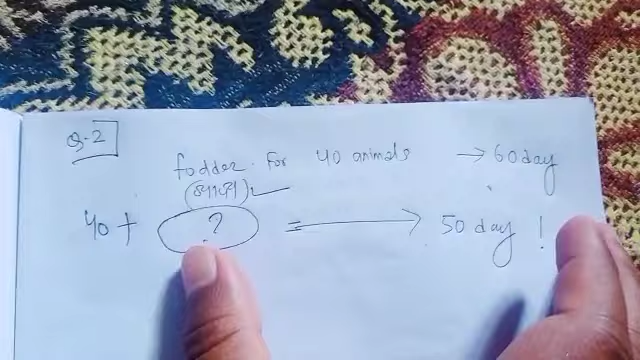 Q.2
fodder. For 40 animals → 60 day
40 + ? = → 50 day !